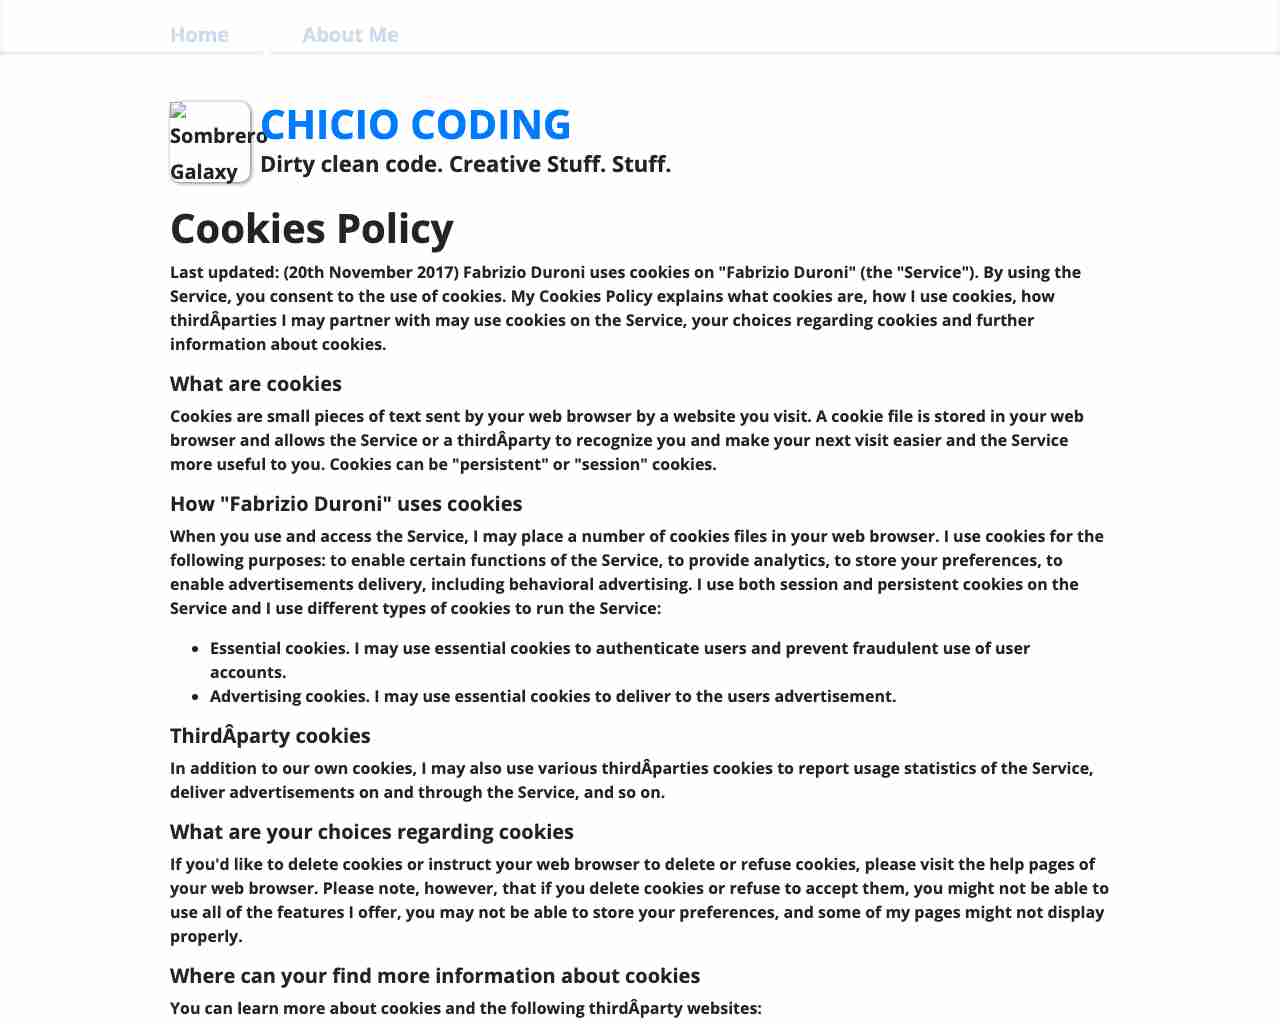 Home About Me
Sombrero Galaxy
CHICIO CODING
Dirty clean code. Creative Stuff. Stuff.
Cookies Policy
Last updated: (20th November 2017) Fabrizio Duroni uses cookies on "Fabrizio Duroni" (the "Service"). By using the
Service, you consent to the use of cookies. My Cookies Policy explains what cookies are, how I use cookies, how
thirdÂparties I may partner with may use cookies on the Service, your choices regarding cookies and further
information about cookies.
What are cookies
Cookies are small pieces of text sent by your web browser by a website you visit. A cookie file is stored in your web
browser and allows the Service or a thirdÂparty to recognize you and make your next visit easier and the Service
more useful to you. Cookies can be "persistent" or "session" cookies.
How "Fabrizio Duroni" uses cookies
When you use and access the Service, I may place a number of cookies files in your web browser. I use cookies for the
following purposes: to enable certain functions of the Service, to provide analytics, to store your preferences, to
enable advertisements delivery, including behavioral advertising. I use both session and persistent cookies on the
Service and I use different types of cookies to run the Service:
• Essential cookies. I may use essential cookies to authenticate users and prevent fraudulent use of user
accounts.
• Advertising cookies. I may use essential cookies to deliver to the users advertisement.
ThirdÂparty cookies
In addition to our own cookies, I may also use various thirdÂparties cookies to report usage statistics of the Service,
deliver advertisements on and through the Service, and so on.
What are your choices regarding cookies
If you'd like to delete cookies or instruct your web browser to delete or refuse cookies, please visit the help pages of
your web browser. Please note, however, that if you delete cookies or refuse to accept them, you might not be able to
use all of the features I offer, you may not be able to store your preferences, and some of my pages might not display
properly.
Where can your find more information about cookies
You can learn more about cookies and the following thirdÂparty websites: